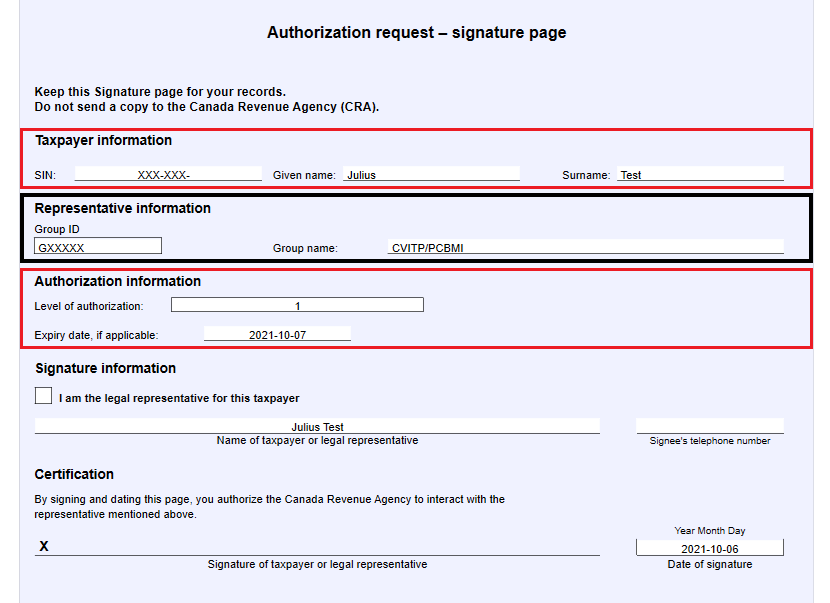 Authorization request – signature page
Keep this Signature page for your records.
Do not send a copy to the Canada Revenue Agency (CRA).
Taxpayer information
SIN: XXX-XXX- Given name: Julius Surname: Test
Representative information
Group ID
GXXXXX Group name: CVITP/PCBMI
Authorization information
Level of authorization: 1
Expiry date, if applicable: 2021-10-07
Signature information
I am the legal representative for this taxpayer
Julius Test
Name of taxpayer or legal representative Signee's telephone number
Certification
By signing and dating this page, you authorize the Canada Revenue Agency to interact with the
representative mentioned above.
Year Month Day
X 2021-10-06
Signature of taxpayer or legal representative Date of signature